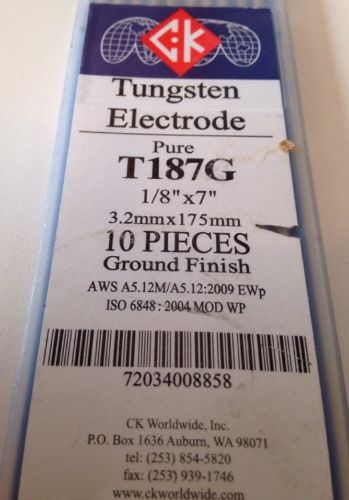 CK
Tungsten
Electrode
Pure
T187G
1/8"x7"
3.2mmx175mm
10 PIECES
Ground Finish
AWS A5.12M/A5.12:2009 EWp
ISO 6848 : 2004 MOD WP
72034008858
CK Worldwide, Inc.
P.O. Box 1636 Auburn, WA 98071
tel: (253) 854-5820
fax: (253) 939-1746
www.ckworldwide.com